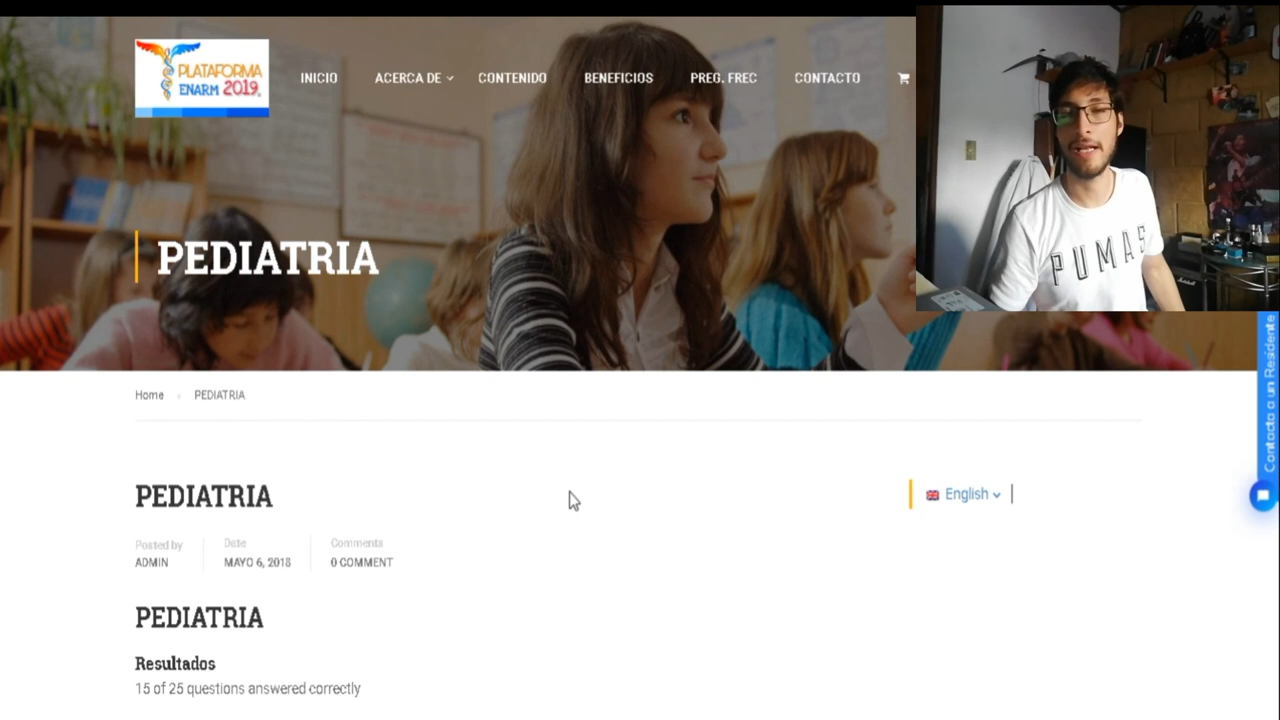 PLATAFORMA
ENARM 2019
INICIO
ACERCA DE
CONTENIDO
BENEFICIOS
PREG. FREC
CONTACTO
PUMAS
PEDIATRIA
Contacto a un Residente
Home
PEDIATRIA
PEDIATRIA
English
Posted by
ADMIN
Date
MAYO 6, 2018
Comments
0 COMMENT
PEDIATRIA
Resultados
15 of 25 questions answered correctly